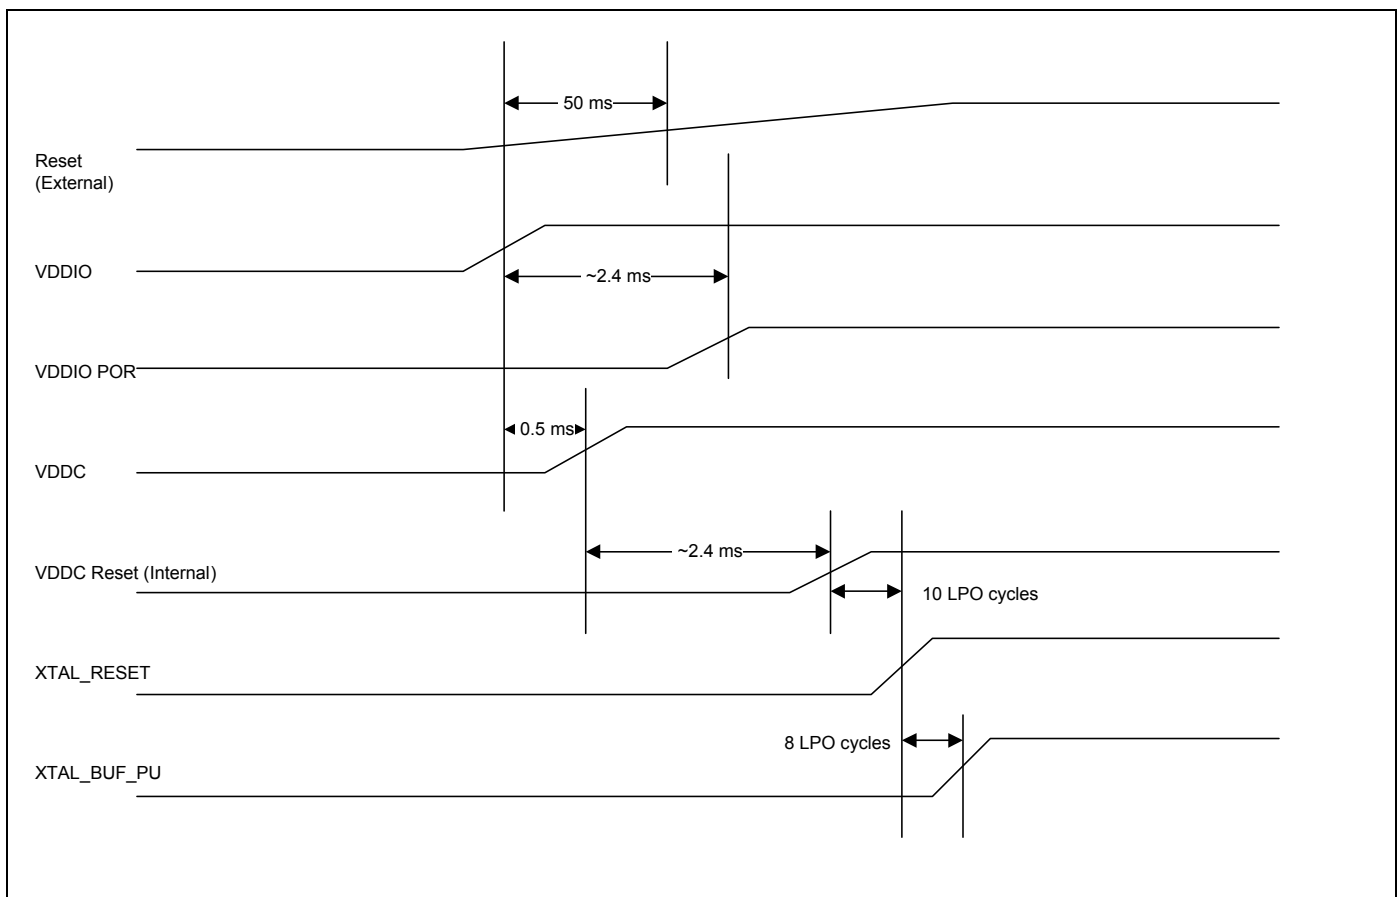 50 ms
Reset
(External)
VDDIO
~2.4 ms
VDDIO POR
0.5 ms
VDDC
~2.4 ms
VDDC Reset (Internal)
10 LPO cycles
XTAL_RESET
8 LPO cycles
XTAL_BUF_PU